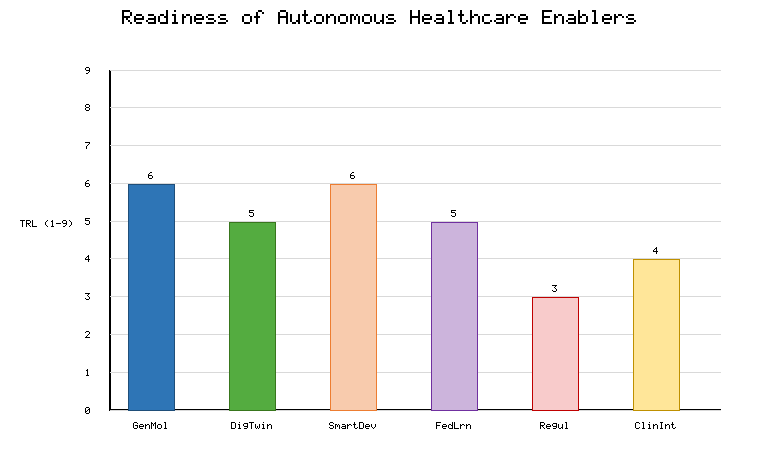 Readiness of Autonomous Healthcare Enablers
9
8
7
6
5
4
3
2
1
0
TRL (1-9)
6
5
6
5
3
4
GenMol
DigTwin
SmartDev
FedLrn
Regul
ClinInt